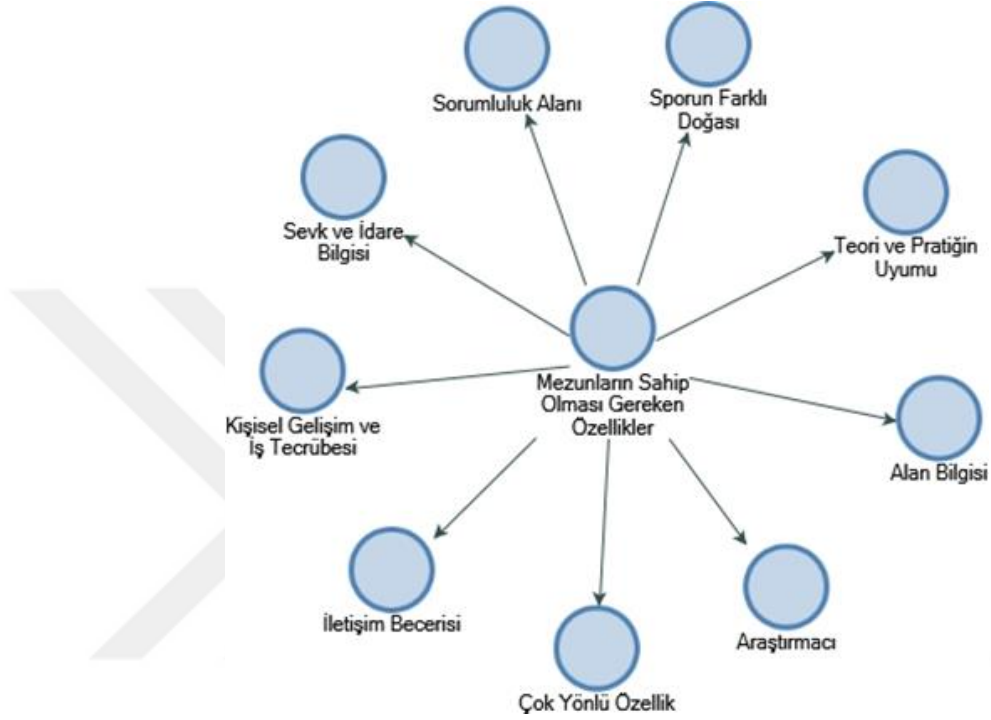 Sorumluluk Alanı
Sporun Farklı
Doğası
Sevk ve İdare
Bilgisi
Teori ve Pratiğin
Uyumu
Mezunların Sahip
Olması Gereken
Özellikler
Kişisel Gelişim ve
İş Tecrübesi
Alan Bilgisi
İletişim Becerisi
Araştırmacı
Çok Yönlü Özellik